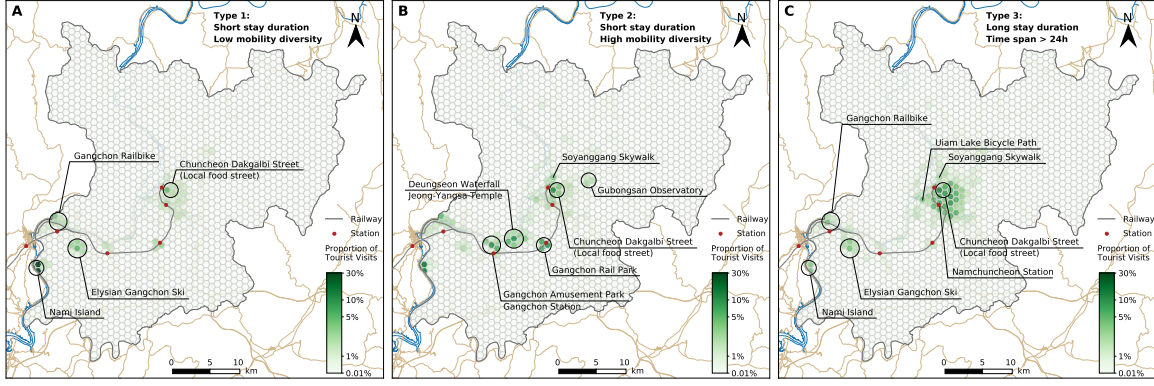 A
Type 1:
Short stay duration
Low mobility diversity
N
Gangchon Railbike
Chuncheon Dakgalbi Street
(Local food street)
Elysian Gangchon Ski
Nami Island
Railway
Station
Proportion of
Tourist Visits
30%
10%
5%
1%
0.01%
0 5 10
km
B
Type 2:
Short stay duration
High mobility diversity
N
Soyanggang Skywalk
Deungseon Waterfall
Jeong-Yangsa-Temple
Gubongsan Observatory
Chuncheon Dakgalbi Street
(Local food street)
Gangchon Rail Park
Gangchon Amusement Park
Gangchon Station
Railway
Station
Proportion of
Tourist Visits
30%
10%
5%
1%
0.01%
0 5 10
km
C
Type 3:
Long stay duration
Time span > 24h
N
Gangchon Railbike
Uiam Lake Bicycle Path
Soyanggang Skywalk
Chuncheon Dakgalbi Street
(Local food street)
Namchuncheon Station
Elysian Gangchon Ski
Nami Island
Railway
Station
Proportion of
Tourist Visits
30%
10%
5%
1%
0.01%
0 5 10
km